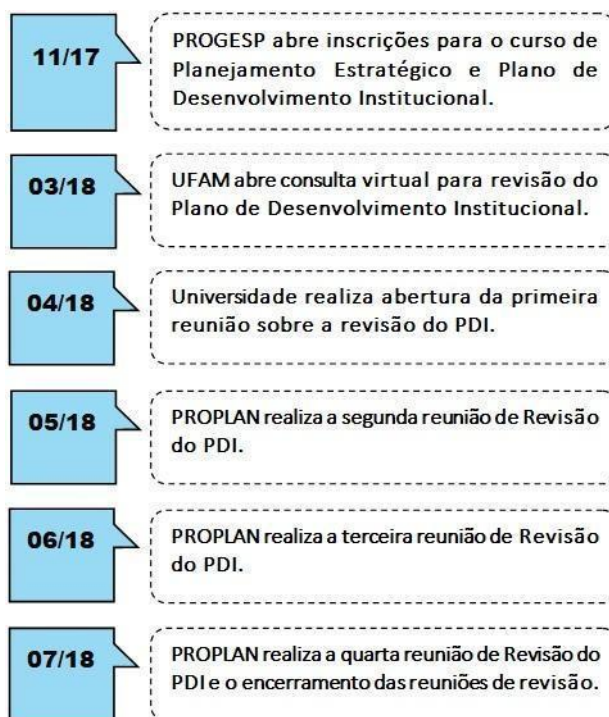 11/17
PROGESP abre inscrições para o curso de
Planejamento Estratégico e Plano de
Desenvolvimento Institucional.
03/18
UFAM abre consulta virtual para revisão do
Plano de Desenvolvimento Institucional.
04/18
Universidade realiza abertura da primeira
reunião sobre a revisão do PDI.
05/18
PROPLAN realiza a segunda reunião de Revisão
do PDI.
06/18
PROPLAN realiza a terceira reunião de Revisão
do PDI.
07/18
PROPLAN realiza a quarta reunião de Revisão do
PDI e o encerramento das reuniões de revisão.